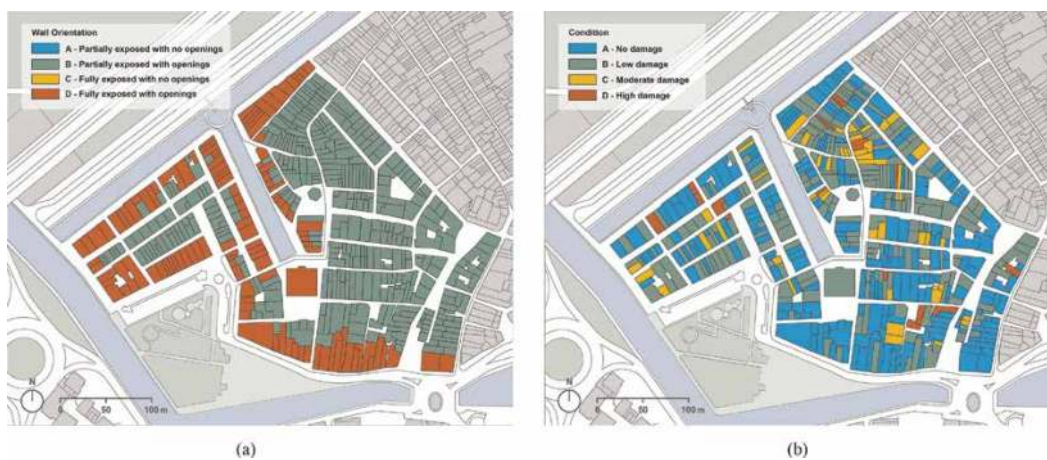 Wall Orientation
A - Partially exposed with no openings
B - Partially exposed with openings
C - Fully exposed with no openings
D - Fully exposed with openings
N
0 50 100 m
(a)
Condition
A - No damage
B - Low damage
C - Moderate damage
D - High damage
N
0 50 100 m
(b)